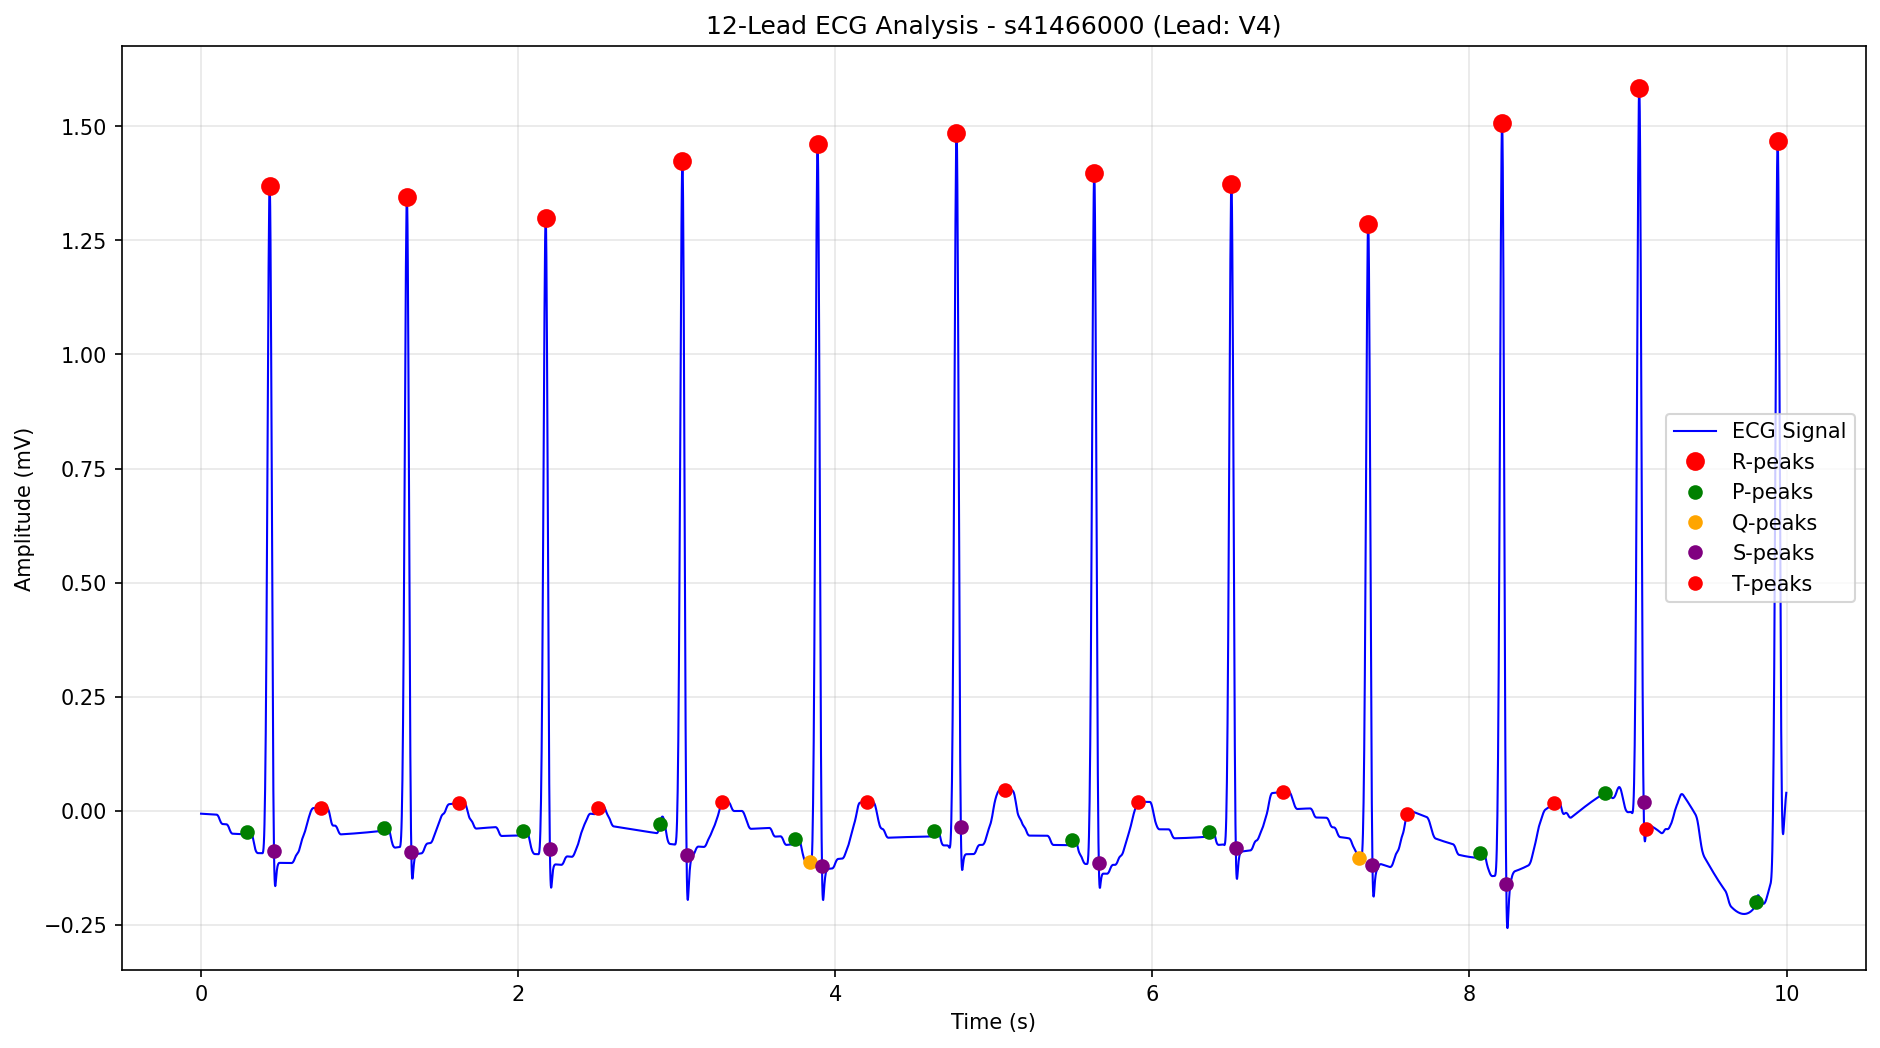 12-Lead ECG Analysis - s41466000 (Lead: V4)
Amplitude (mV)
1.50
1.25
1.00
0.75
0.50
0.25
0.00
−0.25
ECG Signal
R-peaks
P-peaks
Q-peaks
S-peaks
T-peaks
0 2 4 6 8 10
Time (s)